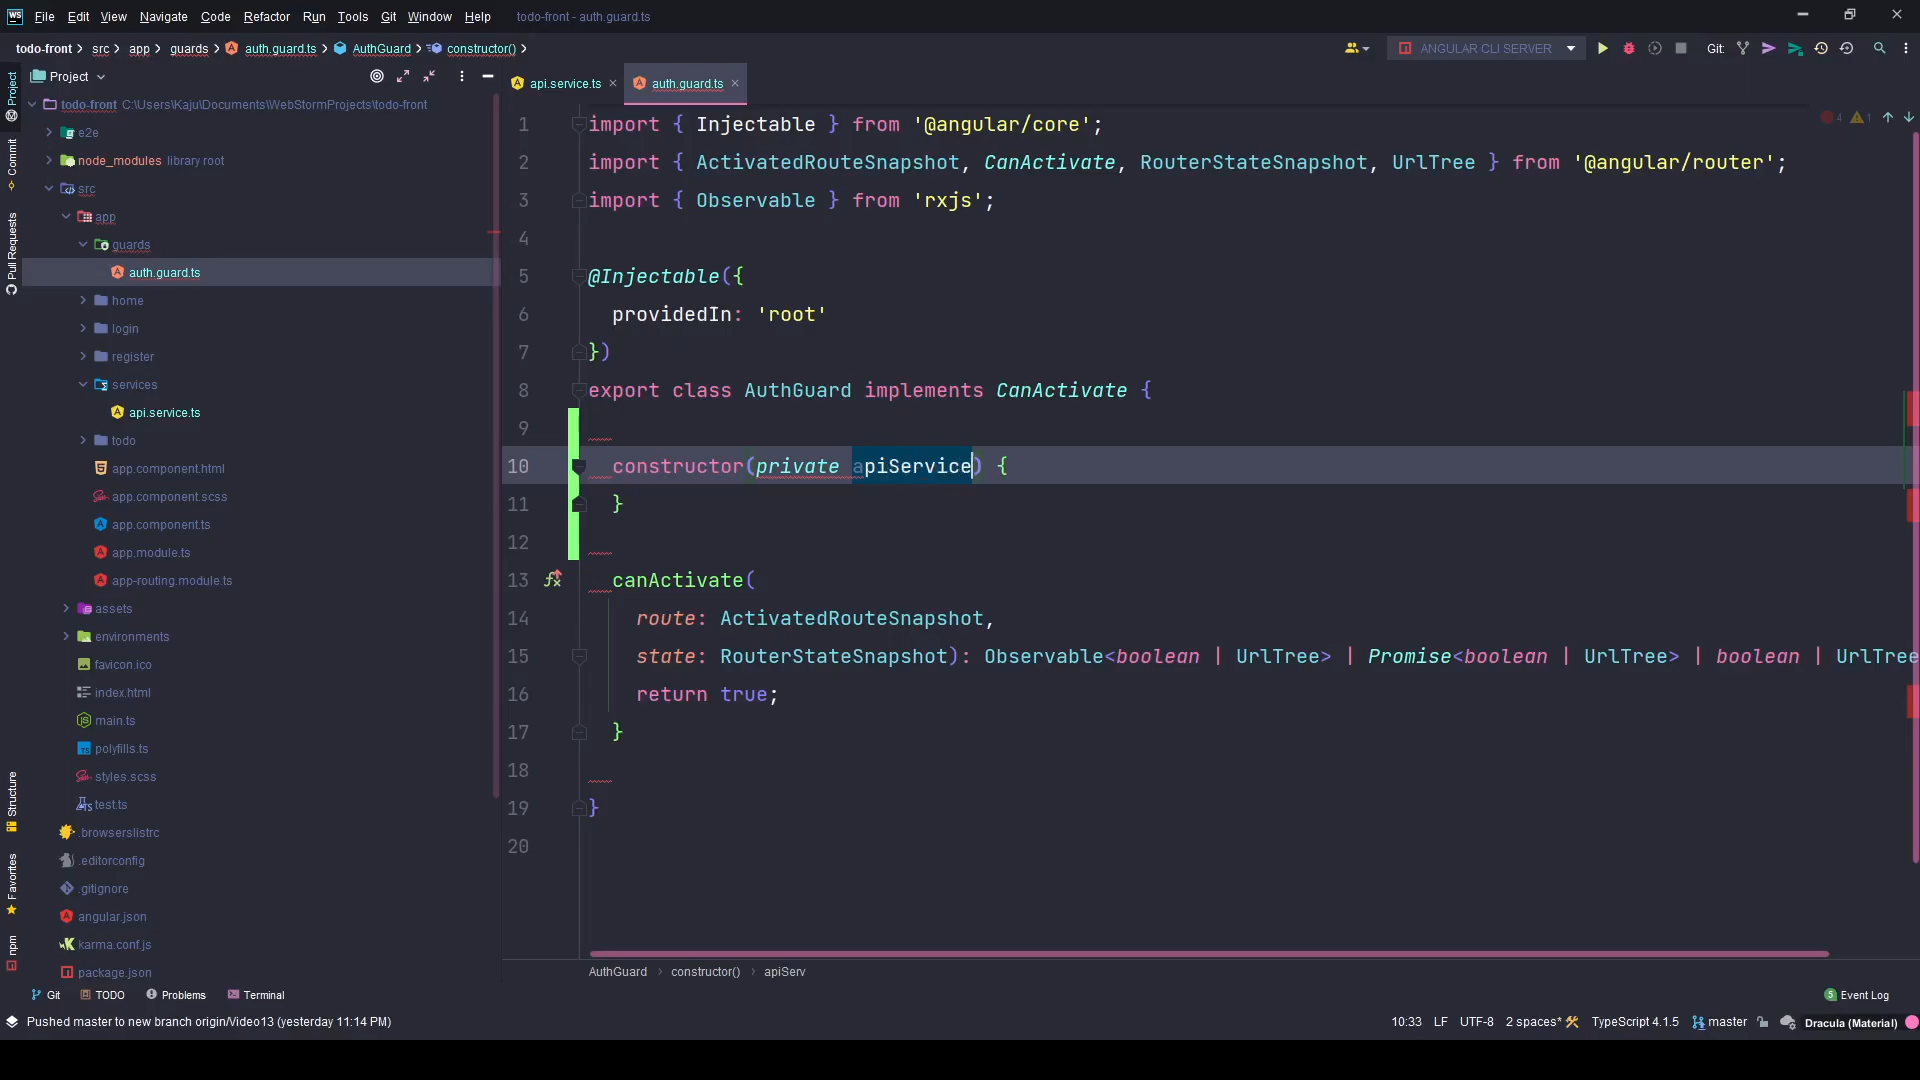 WS File Edit View Navigate Code Refactor Run Tools Git Window Help todo-front - auth.guard.ts
todo-front > src > app > guards > auth.guard.ts > AuthGuard > constructor() >
ANGULAR CLI SERVER Git:
Project
Commit
Pull Requests
Structure
Favorites
npm
Project
todo-front C:\Users\Kaju\Documents\WebStormProjects\todo-front
e2e
node_modules library root
src
app
guards
auth.guard.ts
home
login
register
services
api.service.ts
todo
app.component.html
app.component.scss
app.component.ts
app.module.ts
app-routing.module.ts
assets
environments
favicon.ico
index.html
main.ts
polyfills.ts
styles.scss
test.ts
.browserslistrc
.editorconfig
.gitignore
angular.json
karma.conf.js
package.json
api.service.ts auth.guard.ts
4 1
1 import { Injectable } from '@angular/core';
2 import { ActivatedRouteSnapshot, CanActivate, RouterStateSnapshot, UrlTree } from '@angular/router';
3 import { Observable } from 'rxjs';
4
5 @Injectable({
6 providedIn: 'root'
7 })
8 export class AuthGuard implements CanActivate {
9
10 constructor(private apiService) {
11 }
12
13 canActivate(
14 route: ActivatedRouteSnapshot,
15 state: RouterStateSnapshot): Observable<boolean | UrlTree> | Promise<boolean | UrlTree> | boolean | UrlTree
16 return true;
17 }
18
19 }
20
AuthGuard > constructor() > apiServ
Git TODO Problems Terminal 5 Event Log
Pushed master to new branch origin/Video13 (yesterday 11:14 PM) 10:33 LF UTF-8 2 spaces* TypeScript 4.1.5 master Dracula (Material)